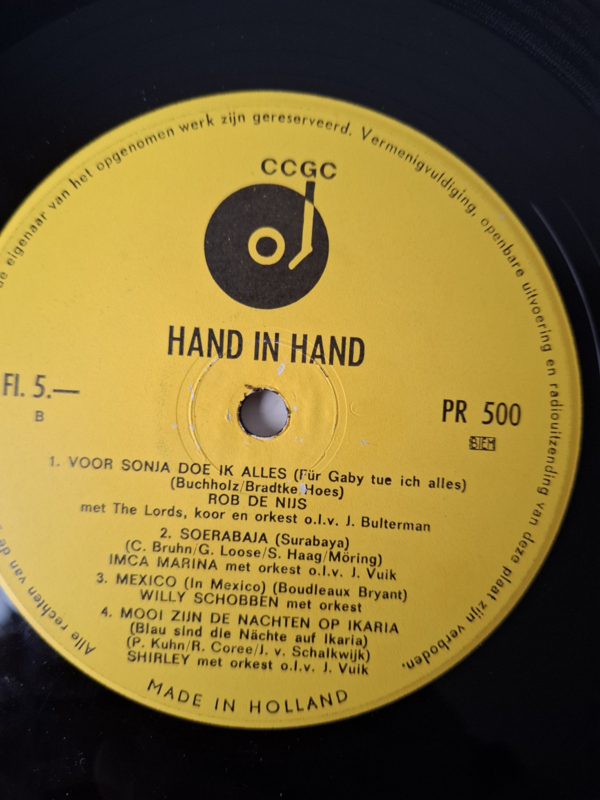 de eigenaar van het opgenomen werk zijn gereserveerd. Vermenigvuldiging, openbare uitvoering en radiouitzending van deze plaat zijn verboden.
CCGC
HAND IN HAND
Fl. 5.—
B
PR 500
BIEM
1. VOOR SONJA DOE IK ALLES (Für Gaby tue ich alles)
(Buchholz/Bradtke/Hoes)
ROB DE NIJS
met The Lords, koor en orkest o.l.v. J. Bulterman
2. SOERABAJA (Surabaya)
(C. Bruhn/G. Loose/S. Haag/Möring)
IMCA MARINA met orkest o.l.v. J. Vuik
3. MEXICO (In Mexico) (Boudleaux Bryant)
WILLY SCHOBBEN met orkest
4. MOOI ZIJN DE NACHTEN OP IKARIA
(Blau sind die Nächte auf Ikaria)
(P. Kuhn/R. Coree/J. v. Schalkwijk)
SHIRLEY met orkest o.l.v. J. Vuik
Alle rechten van de
MADE IN HOLLAND